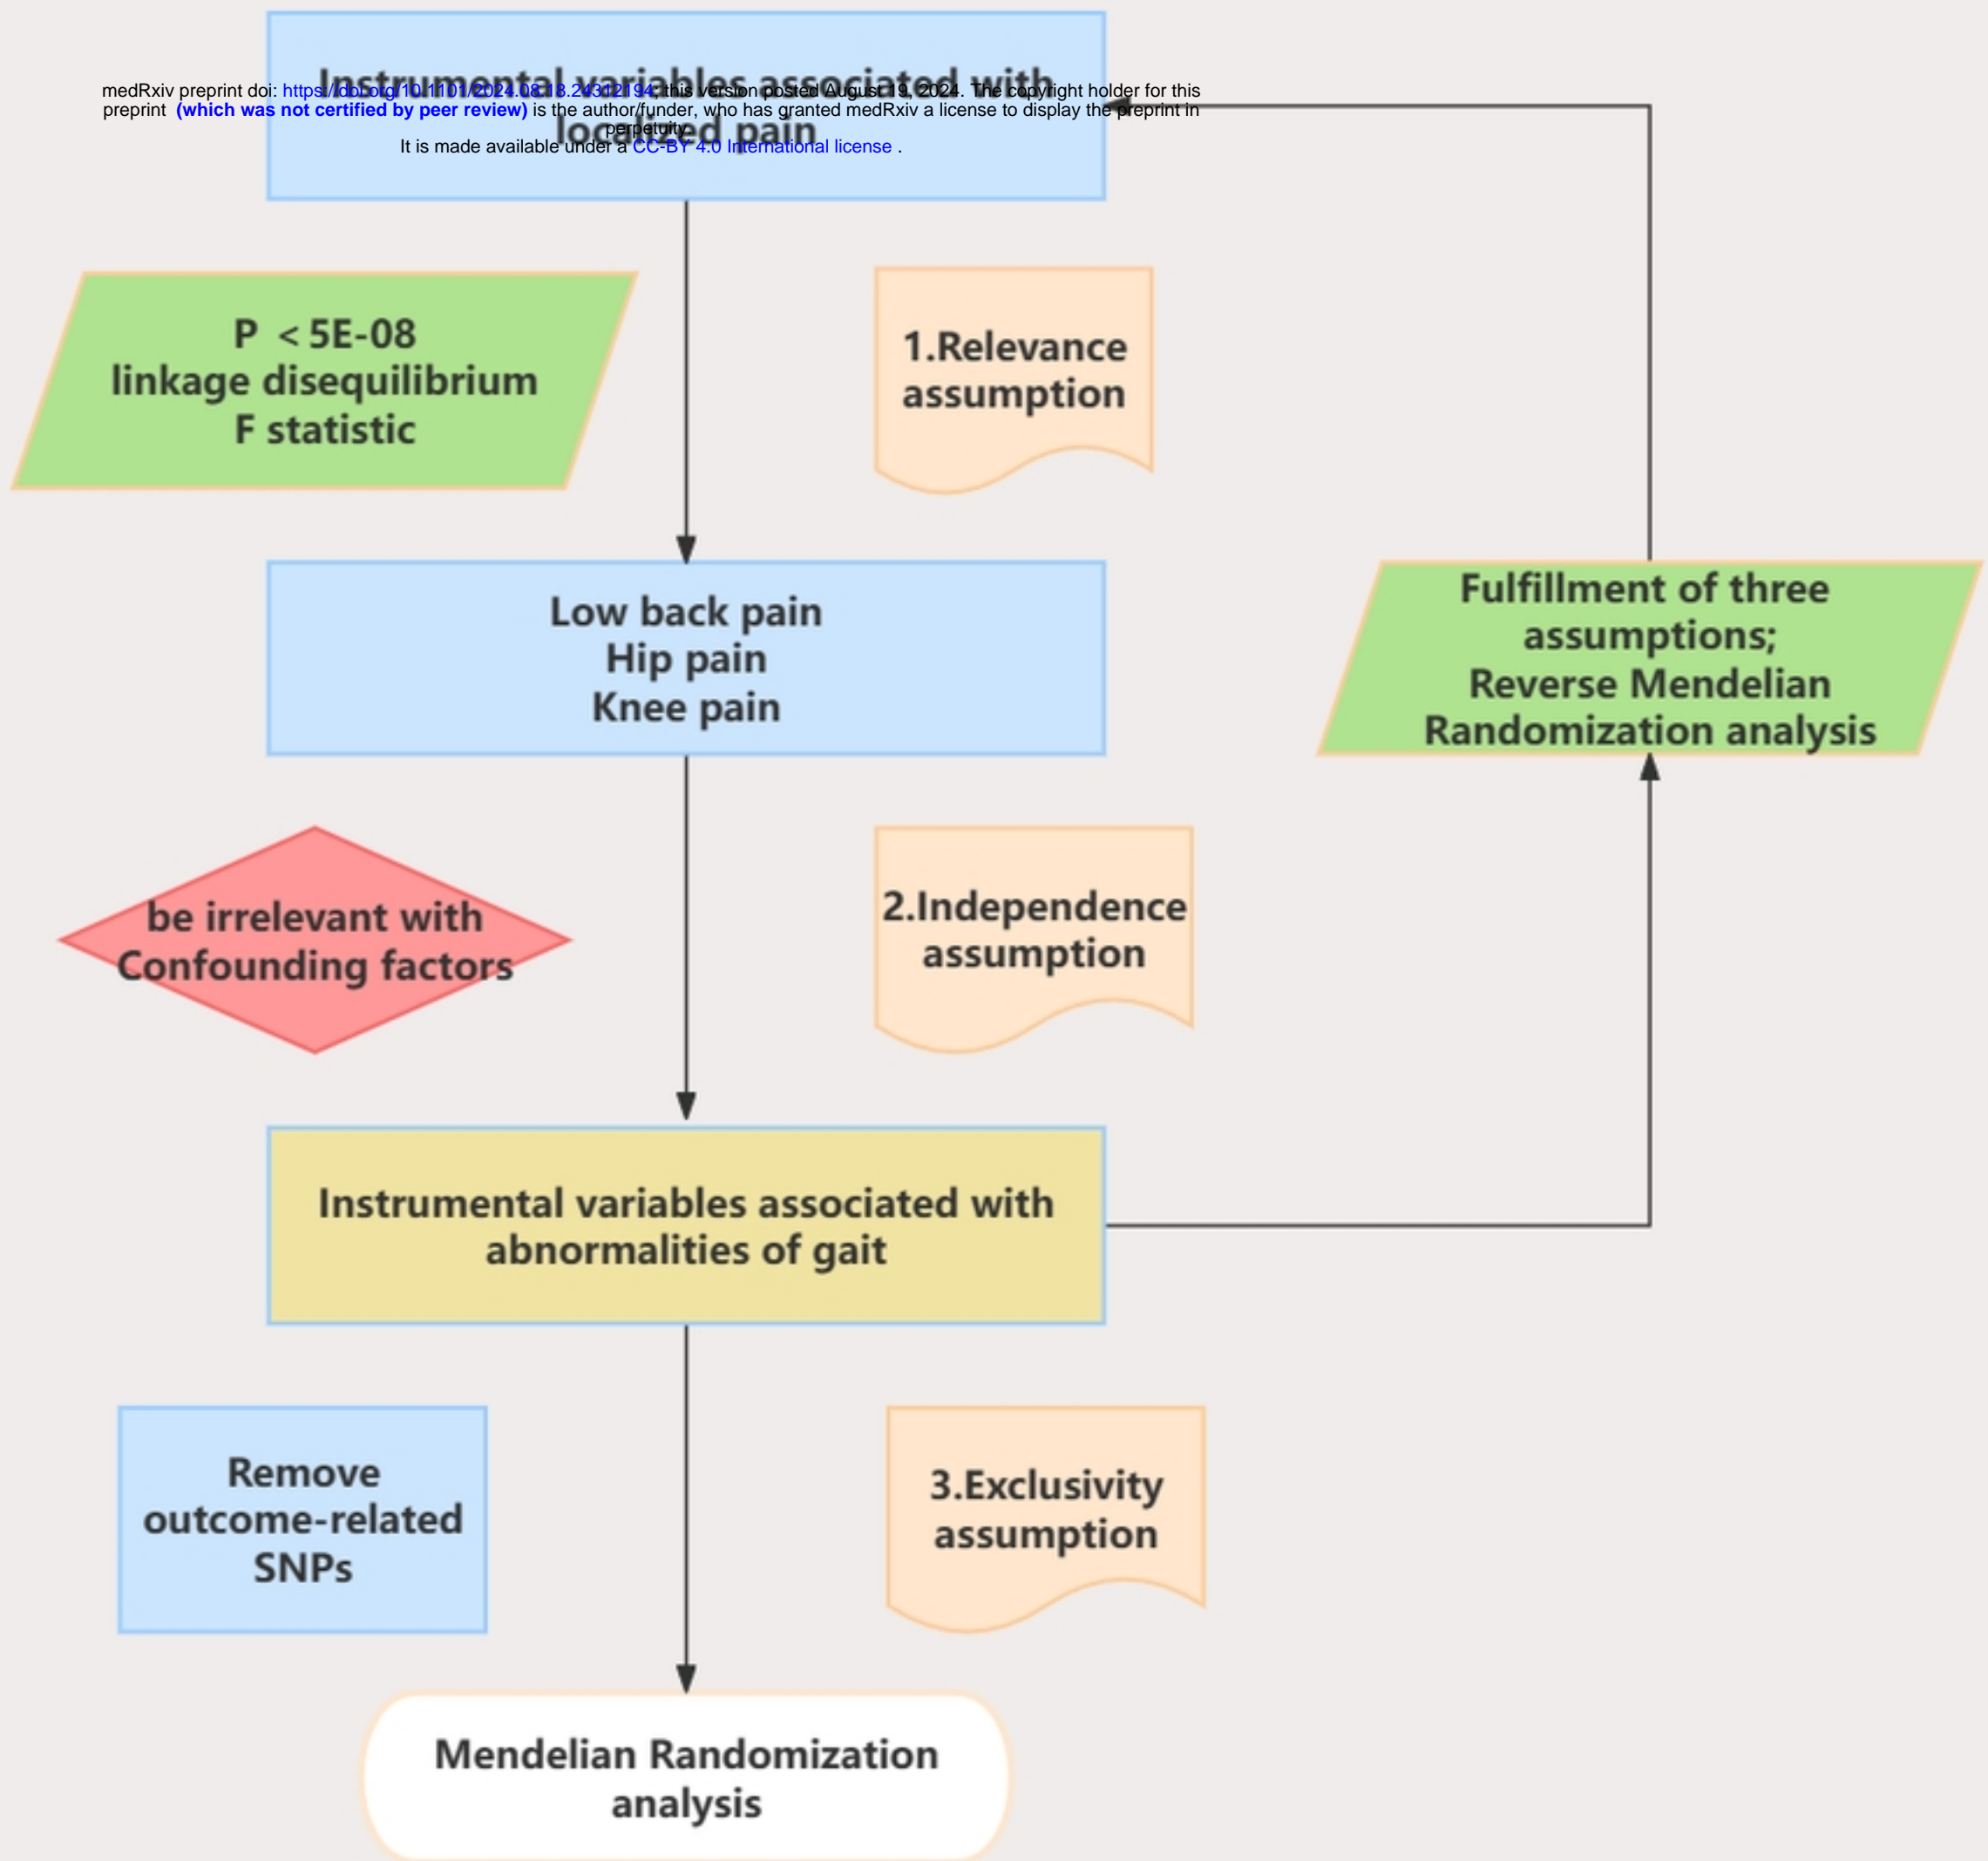 Instrumental variables associated with
localized pain
medRxiv preprint doi: https://doi.org/10.1101/2024.08.18.24312194; this version posted August 19, 2024. The copyright holder for this
preprint (which was not certified by peer review) is the author/funder, who has granted medRxiv a license to display the preprint in
perpetuity.
It is made available under a CC-BY 4.0 International license .
P < 5E-08
linkage disequilibrium
F statistic
1.Relevance
assumption
Low back pain
Hip pain
Knee pain
Fulfillment of three
assumptions;
Reverse Mendelian
Randomization analysis
be irrelevant with
Confounding factors
2.Independence
assumption
Instrumental variables associated with
abnormalities of gait
Remove
outcome-related
SNPs
3.Exclusivity
assumption
Mendelian Randomization
analysis